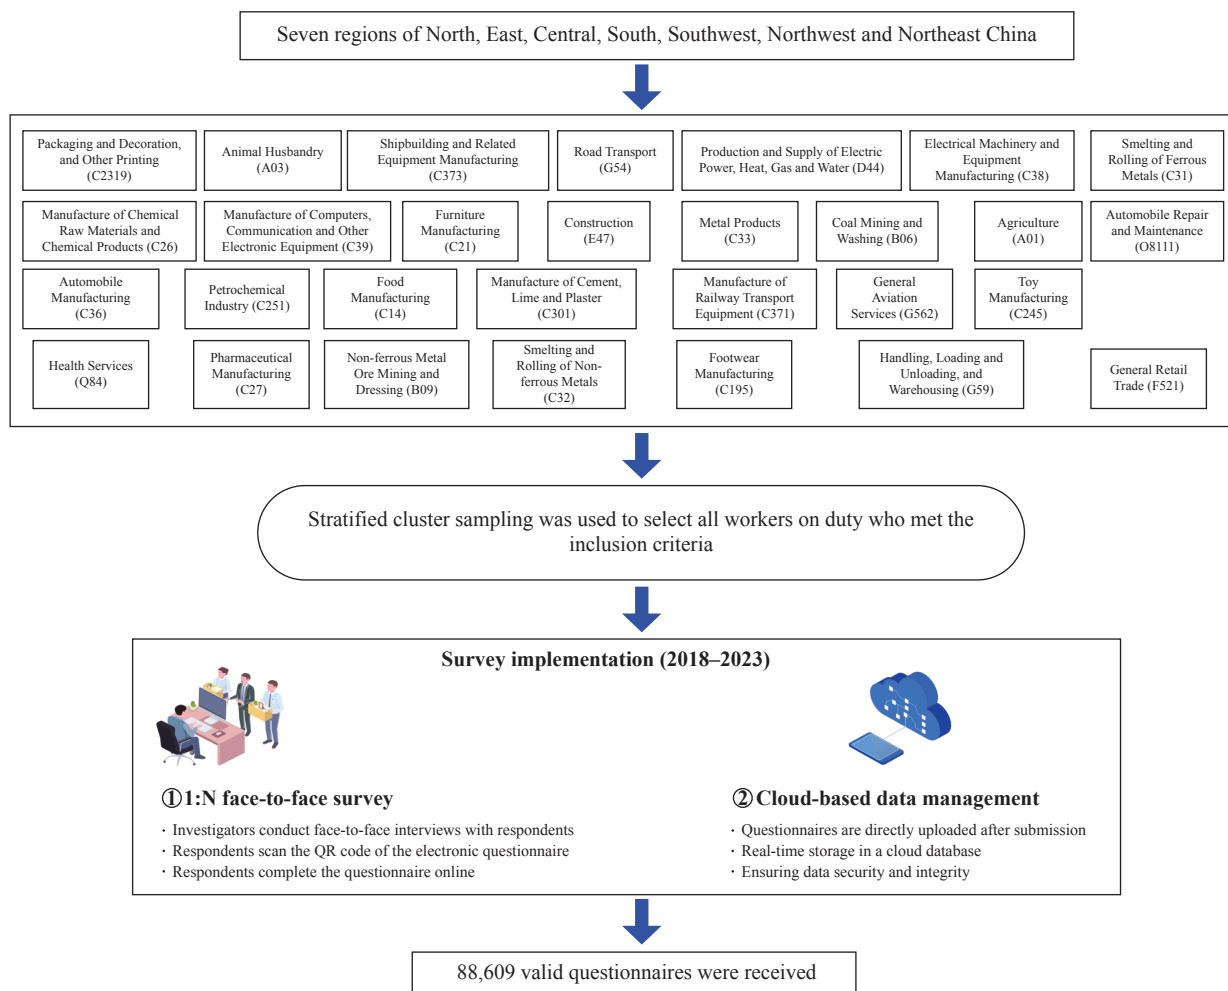 Seven regions of North, East, Central, South, Southwest, Northwest and Northeast China
Packaging and Decoration,
and Other Printing
(C2319)
Animal Husbandry
(A03)
Shipbuilding and Related
Equipment Manufacturing
(C373)
Road Transport
(G54)
Production and Supply of Electric
Power, Heat, Gas and Water (D44)
Electrical Machinery and
Equipment
Manufacturing (C38)
Smelting and
Rolling of Ferrous
Metals (C31)
Manufacture of Chemical
Raw Materials and
Chemical Products (C26)
Manufacture of Computers,
Communication and Other
Electronic Equipment (C39)
Furniture
Manufacturing
(C21)
Construction
(E47)
Metal Products
(C33)
Coal Mining and
Washing (B06)
Agriculture
(A01)
Automobile Repair
and Maintenance
(O8111)
Automobile
Manufacturing
(C36)
Petrochemical
Industry (C251)
Food
Manufacturing
(C14)
Manufacture of Cement,
Lime and Plaster
(C301)
Manufacture of
Railway Transport
Equipment (C371)
General
Aviation
Services (G562)
Toy
Manufacturing
(C245)
Health Services
(Q84)
Pharmaceutical
Manufacturing
(C27)
Non-ferrous Metal
Ore Mining and
Dressing (B09)
Smelting and
Rolling of Non-
ferrous Metals
(C32)
Footwear
Manufacturing
(C195)
Handling, Loading and
Unloading, and
Warehousing (G59)
General Retail
Trade (F521)
Stratified cluster sampling was used to select all workers on duty who met the
inclusion criteria
Survey implementation (2018–2023)
① 1:N face-to-face survey
· Investigators conduct face-to-face interviews with respondents
· Respondents scan the QR code of the electronic questionnaire
· Respondents complete the questionnaire online
② Cloud-based data management
· Questionnaires are directly uploaded after submission
· Real-time storage in a cloud database
· Ensuring data security and integrity
88,609 valid questionnaires were received